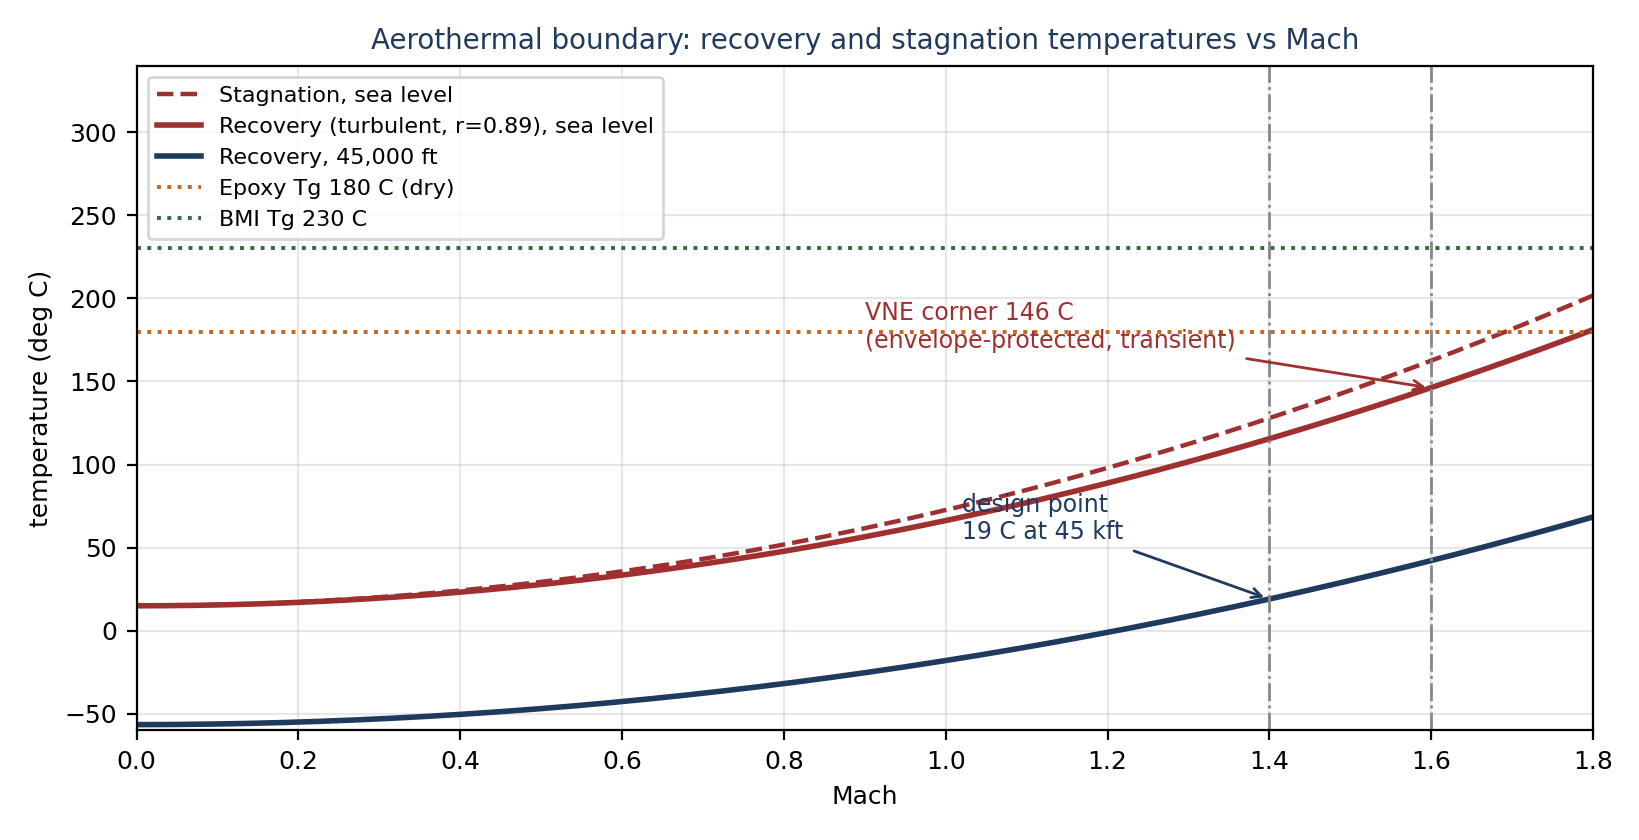 Aerothermal boundary: recovery and stagnation temperatures vs Mach
Stagnation, sea level
Recovery (turbulent, r=0.89), sea level
Recovery, 45,000 ft
Epoxy Tg 180 C (dry)
BMI Tg 230 C
VNE corner 146 C
(envelope-protected, transient)
design point
19 C at 45 kft
temperature (deg C)
300
250
200
150
100
50
0
−50
0.0 0.2 0.4 0.6 0.8 1.0 1.2 1.4 1.6 1.8
Mach